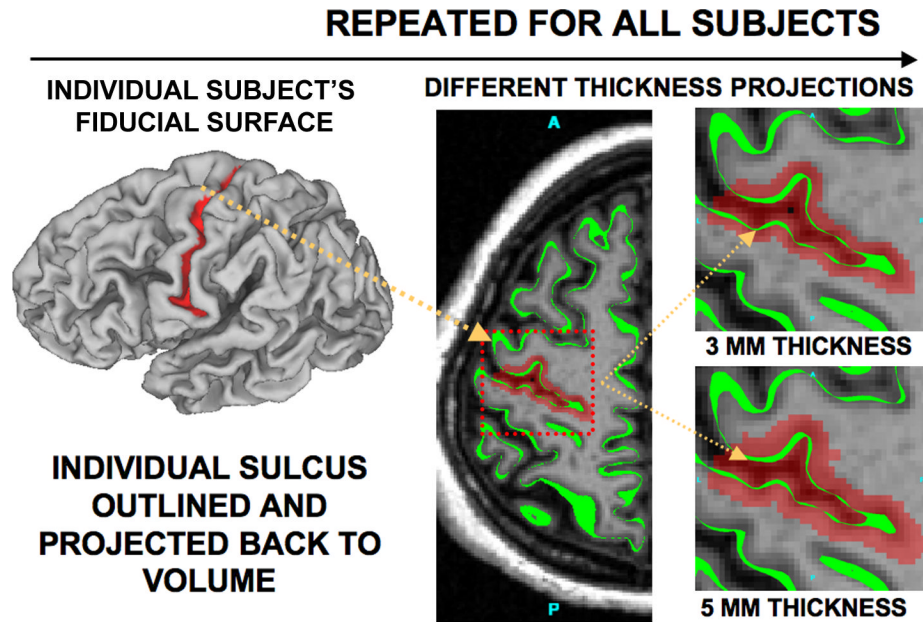 REPEATED FOR ALL SUBJECTS
INDIVIDUAL SUBJECT'S
FIDUCIAL SURFACE
DIFFERENT THICKNESS PROJECTIONS
A
3 MM THICKNESS
INDIVIDUAL SULCUS
OUTLINED AND
PROJECTED BACK TO
VOLUME
P
5 MM THICKNESS